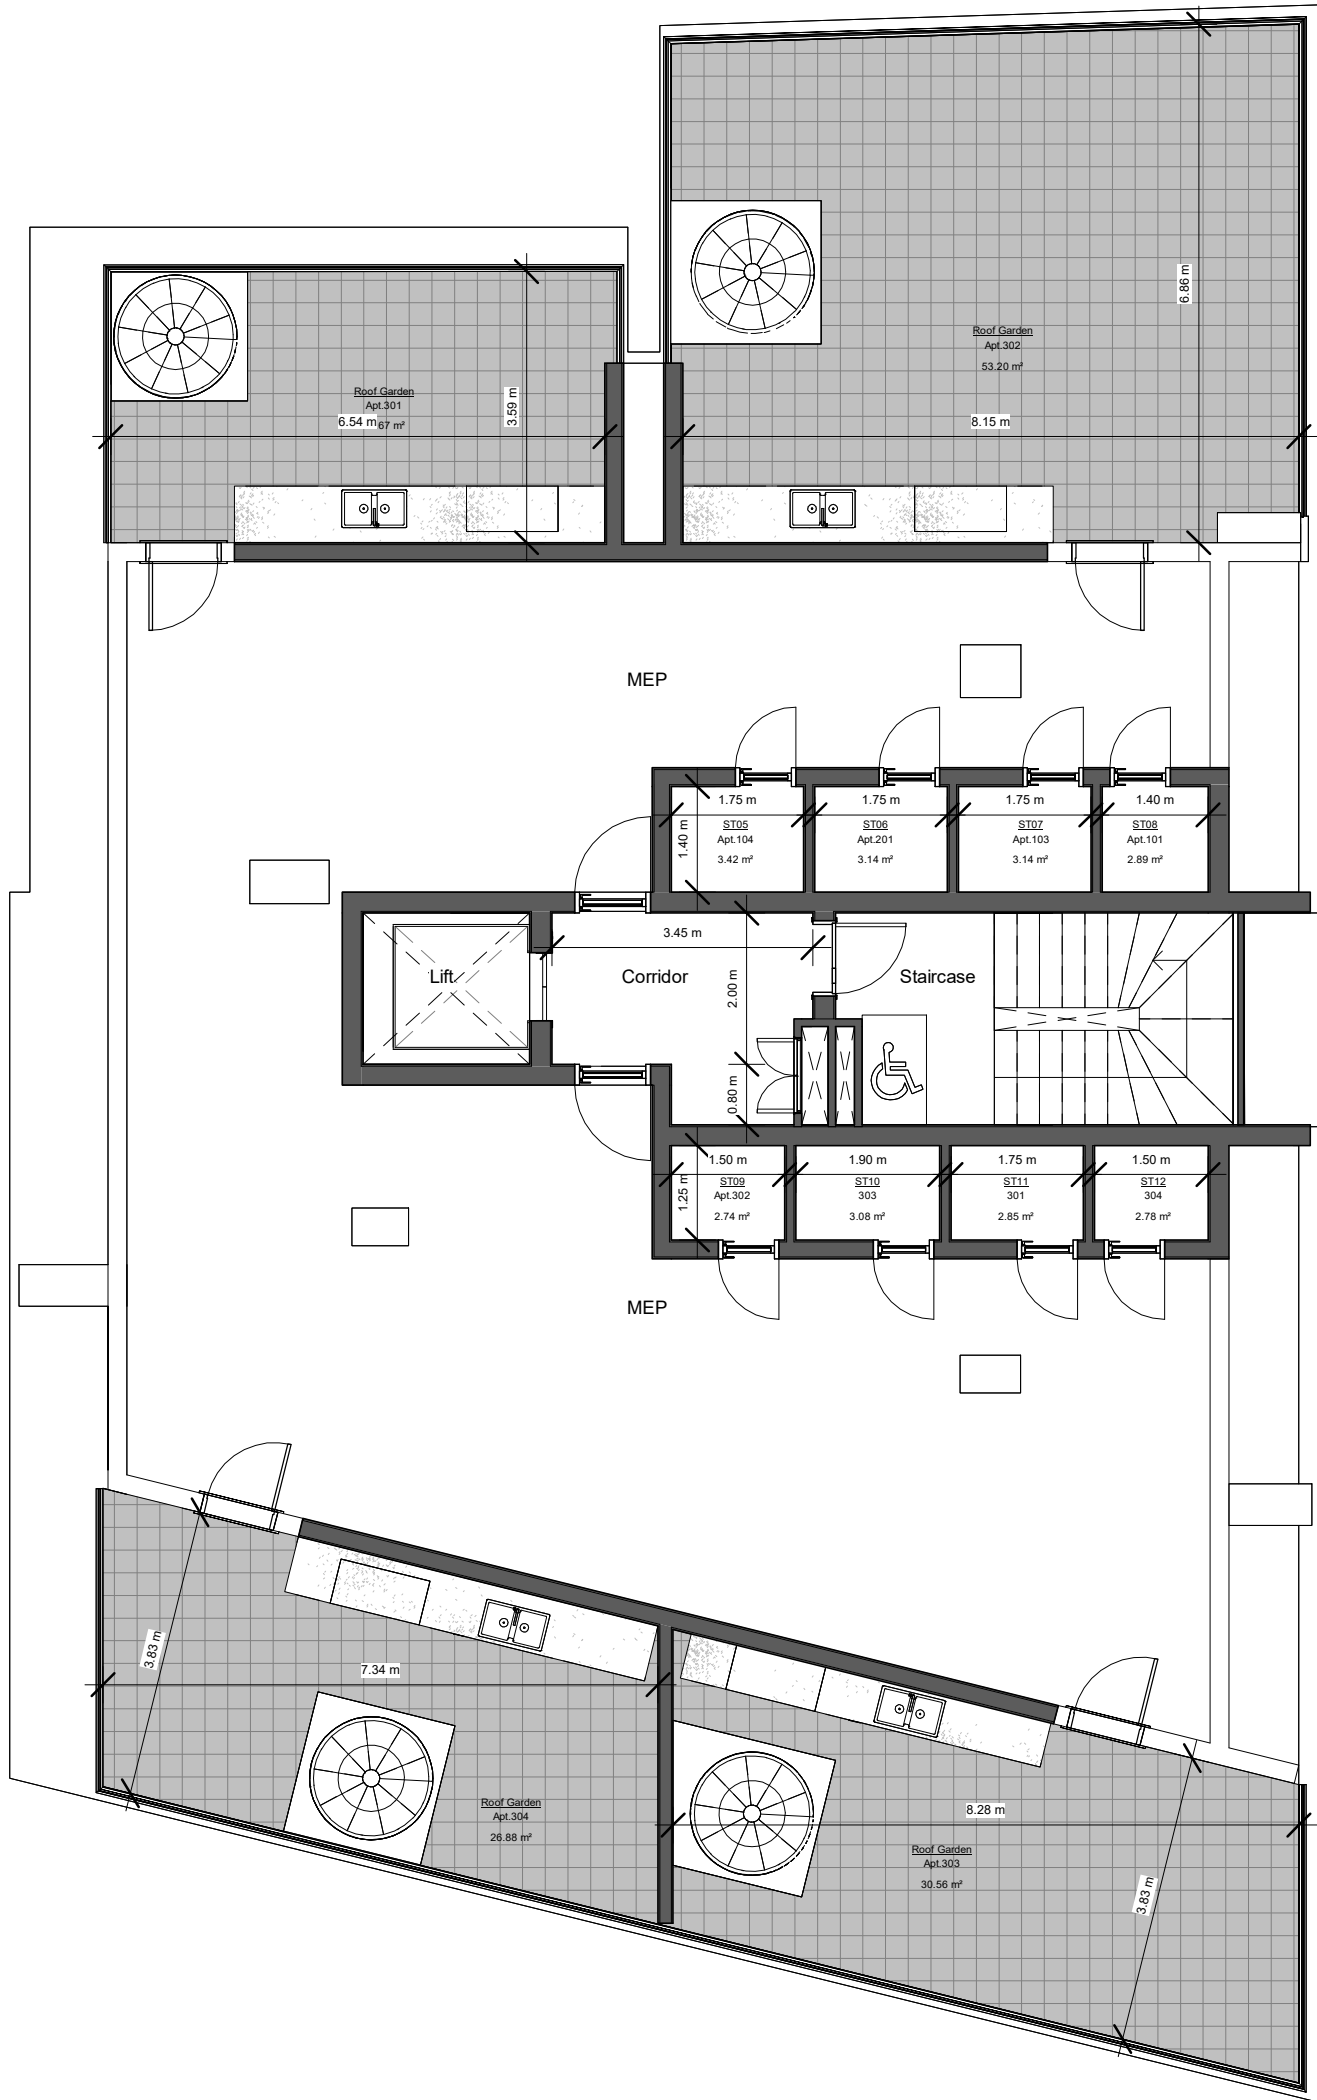 6.86 m
Roof Garden
Apt.302
53.20 m²
8.15 m
Roof Garden
Apt.301
67 m²
6.54 m
3.59 m
MEP
1.75 m
1.75 m
1.75 m
1.40 m
1.40 m
ST05
Apt.104
3.42 m²
ST06
Apt.201
3.14 m²
ST07
Apt.103
3.14 m²
ST08
Apt.101
2.89 m²
3.45 m
Lift
Corridor
2.00 m
Staircase
0.80 m
1.50 m
1.90 m
1.75 m
1.50 m
1.25 m
ST09
Apt.302
2.74 m²
ST10
303
3.08 m²
ST11
301
2.85 m²
ST12
304
2.78 m²
MEP
3.83 m
7.34 m
Roof Garden
Apt.304
26.88 m²
8.28 m
Roof Garden
Apt.303
30.56 m²
3.83 m